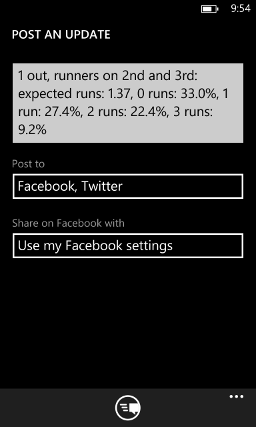 9:54
POST AN UPDATE
1 out, runners on 2nd and 3rd:
expected runs: 1.37, 0 runs: 33.0%, 1
run: 27.4%, 2 runs: 22.4%, 3 runs:
9.2%
Post to
Facebook, Twitter
Share on Facebook with
Use my Facebook settings